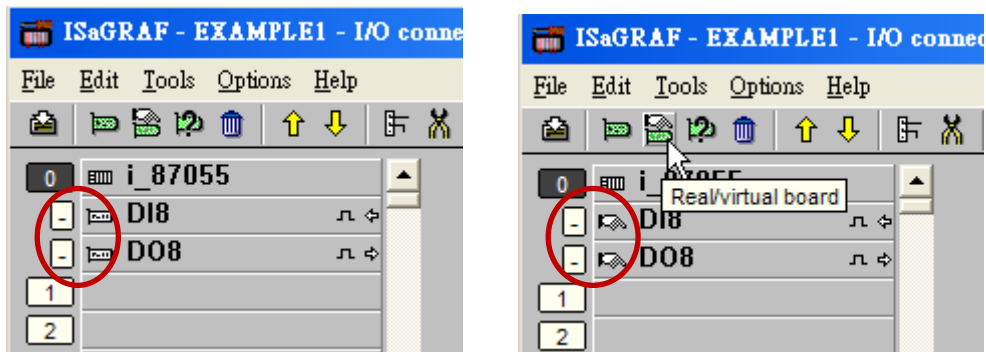 ISaGRAF - EXAMPLE1 - I/O conne
File Edit Tools Options Help
0 i_87055
- DI8
- DO8
1
2
ISaGRAF - EXAMPLE1 - I/O connec
File Edit Tools Options Help
0
Real/virtual board
- DI8
- DO8
1
2